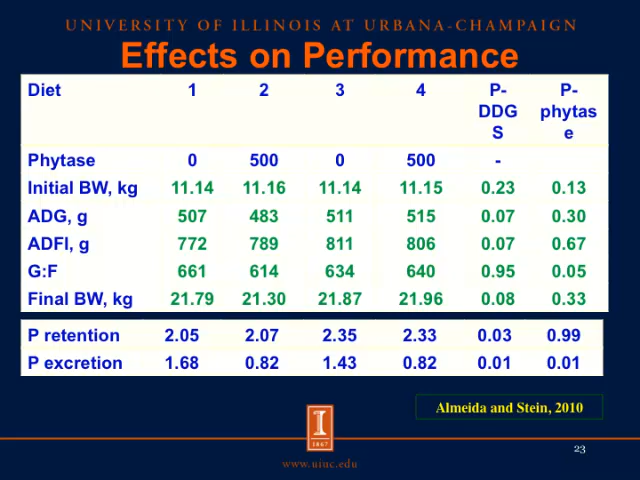 UNIVERSITY OF ILLINOIS AT URBANA-CHAMPAIGN
Effects on Performance
Diet 1 2 3 4 P-DDGS P-phytase
Phytase 0 500 0 500 -
Initial BW, kg 11.14 11.16 11.14 11.15 0.23 0.13
ADG, g 507 483 511 515 0.07 0.30
ADFI, g 772 789 811 806 0.07 0.67
G:F 661 614 634 640 0.95 0.05
Final BW, kg 21.79 21.30 21.87 21.96 0.08 0.33
P retention 2.05 2.07 2.35 2.33 0.03 0.99
P excretion 1.68 0.82 1.43 0.82 0.01 0.01
Almeida and Stein, 2010
I
1867
23
www.uiuc.edu